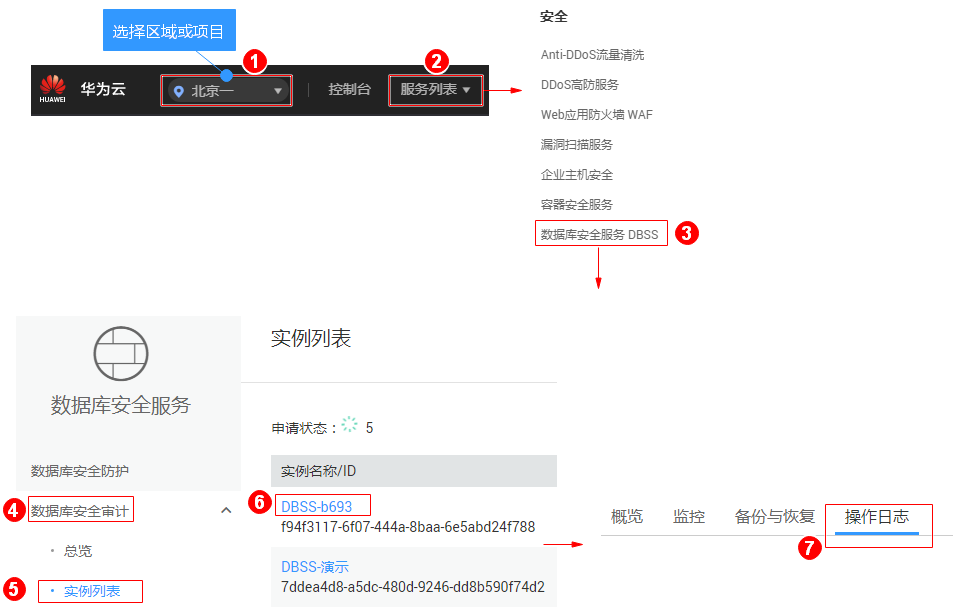 选择区域或项目
1
2
HUAWEI
华为云
北京一
控制台
服务列表
安全
Anti-DDoS流量清洗
DDoS高防服务
Web应用防火墙 WAF
漏洞扫描服务
企业主机安全
容器安全服务
数据库安全服务 DBSS
3
数据库安全服务
数据库安全防护
4
数据库安全审计
总览
5
实例列表
实例列表
申请状态：
5
实例名称/ID
6
DBSS-b693
f94f3117-6f07-444a-8baa-6e5abd24f788
DBSS-演示
7ddea4d8-a5dc-480d-9246-dd8b590f74d2
概览 监控 备份与恢复 操作日志
7